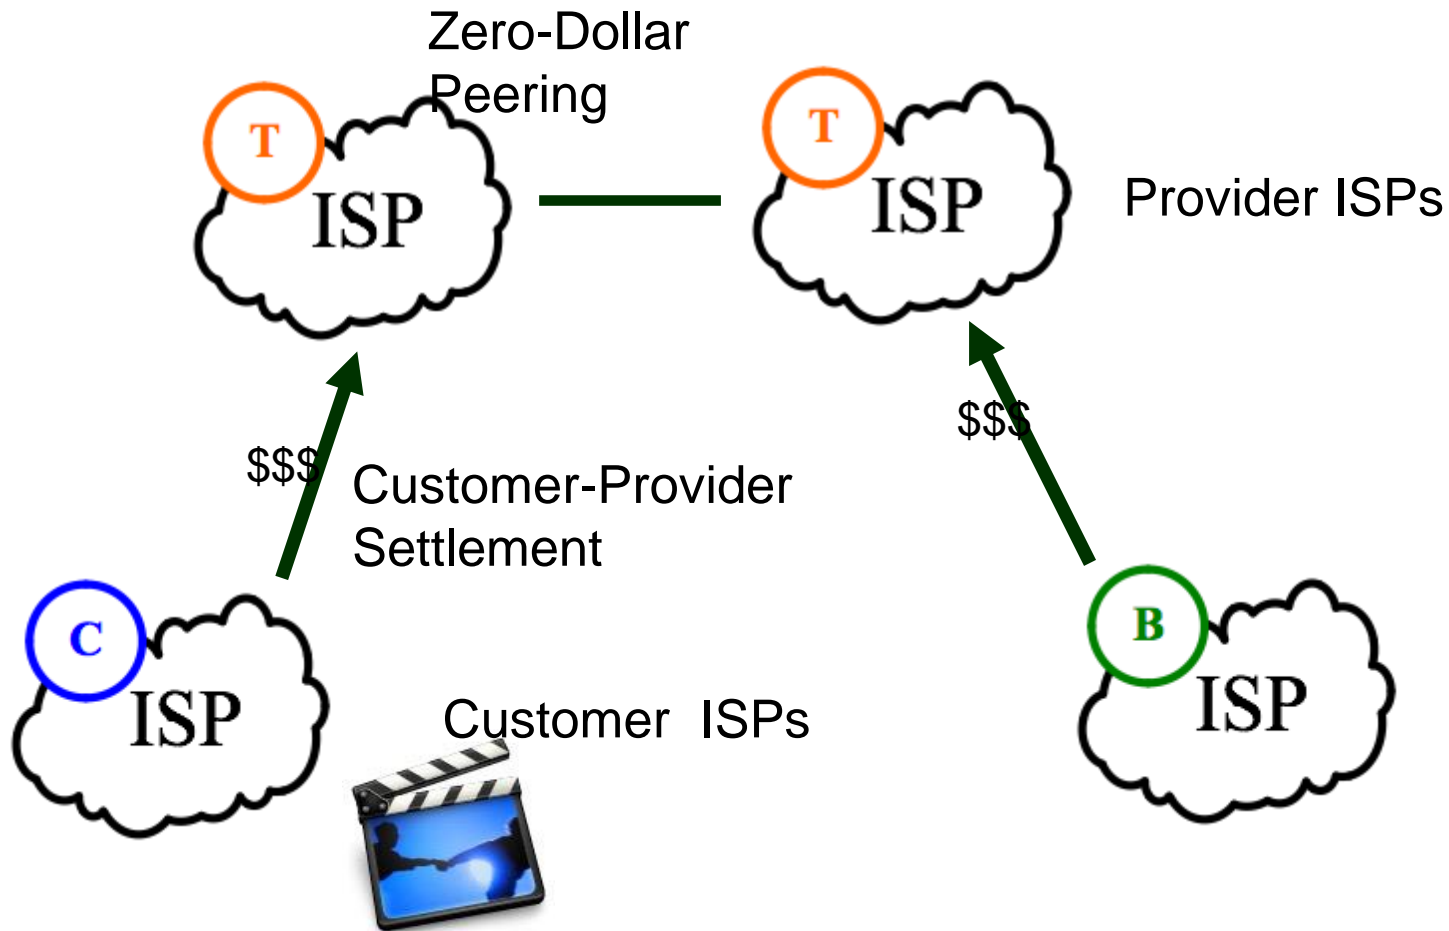 Zero-Dollar
Peering
T
ISP
T
ISP
Provider ISPs
$$$
$$$
Customer-Provider
Settlement
C
ISP
Customer ISPs
B
ISP